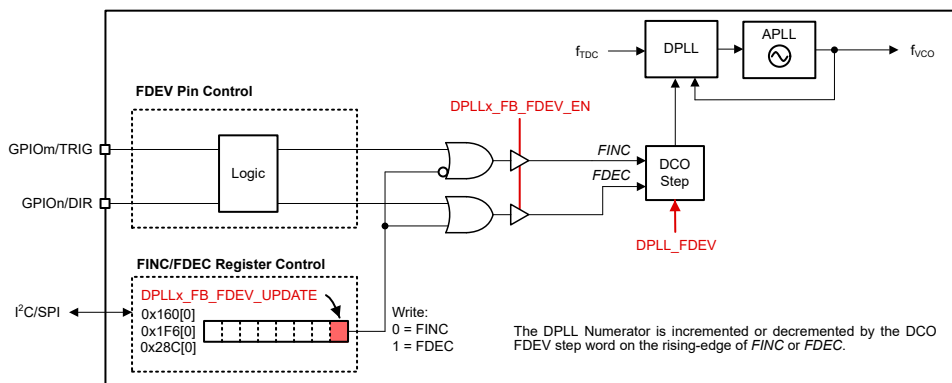 f_TDC
DPLL
APLL
f_VCO
FDEV Pin Control
DPLLx_FB_FDEV_EN
GPIOm/TRIG
Logic
FINC
FDEC
DCO
Step
GPIOn/DIR
DPLL_FDEV
FINC/FDEC Register Control
DPLLx_FB_FDEV_UPDATE
I²C/SPI
0x160[0]
0x1F6[0]
0x28C[0]
Write:
0 = FINC
1 = FDEC
The DPLL Numerator is incremented or decremented by the DCO
FDEV step word on the rising-edge of FINC or FDEC.